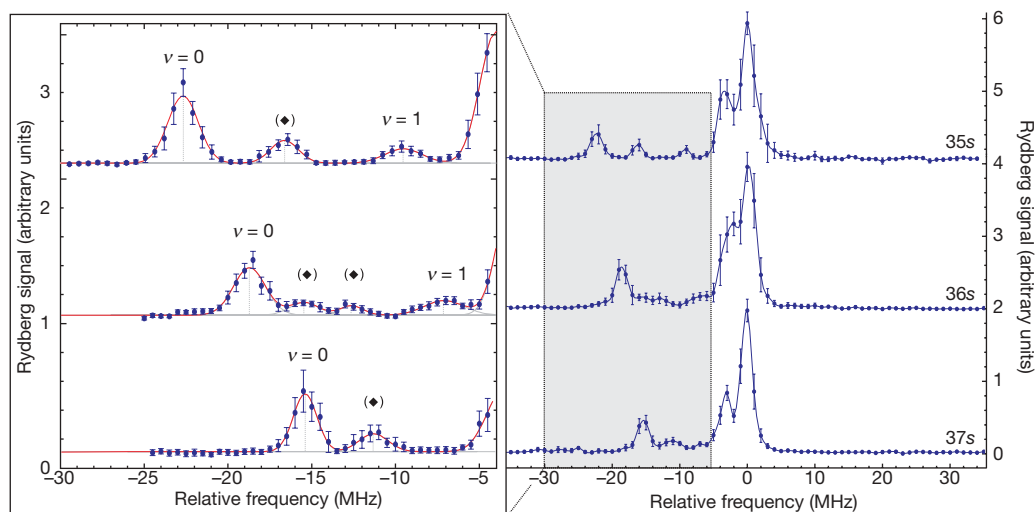 Rydberg signal (arbitrary units)
3
2
1
0
v = 0
(◆)
v = 1
v = 0
(◆)
(◆)
v = 1
v = 0
(◆)
−30
−25
−20
−15
−10
−5
Relative frequency (MHz)
35s
36s
37s
6
5
4
3
2
1
0
Rydberg signal (arbitrary units)
−30
−20
−10
0
10
20
30
Relative frequency (MHz)